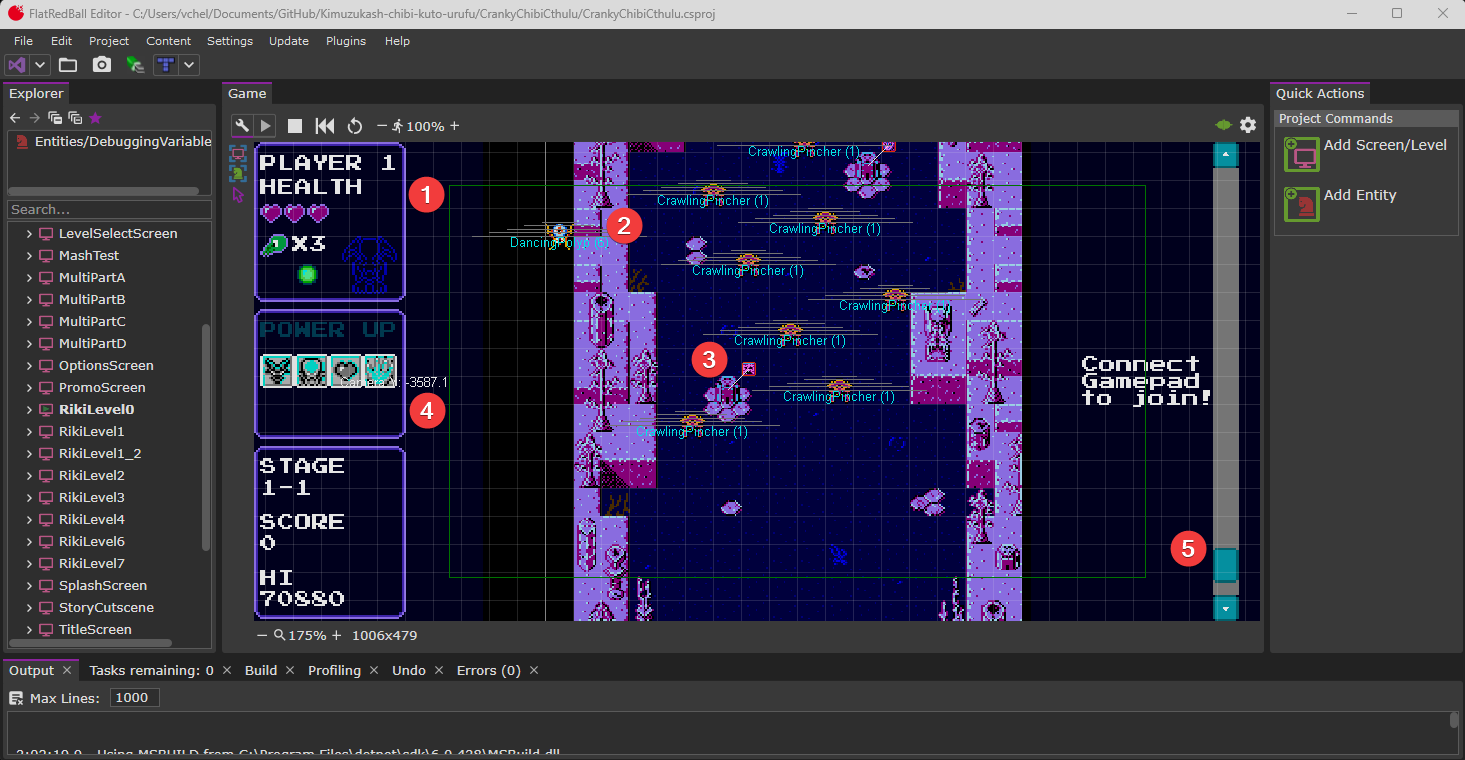 FlatRedBall Editor - C:/Users/vchel/Documents/GitHub/Kimuzukash-chibi-kuto-urufu/CrankyChibiCthulu/CrankyChibiCthulu.csproj
File Edit Project Content Settings Update Plugins Help
Explorer
Entities/DebuggingVariable
Search...
LevelSelectScreen
MashTest
MultiPartA
MultiPartB
MultiPartC
MultiPartD
OptionsScreen
PromoScreen
RikiLevel0
RikiLevel1
RikiLevel1_2
RikiLevel2
RikiLevel3
RikiLevel4
RikiLevel6
RikiLevel7
SplashScreen
StoryCutscene
TitleScreen
Game
100%
PLAYER 1
HEALTH
X3
1
POWER UP
-3587.1
4
STAGE
1-1
SCORE
0
HI
70880
CrawlingPincher (1)
CrawlingPincher (1)
2
CrawlingPincher (1)
CrawlingPincher (1)
CrawlingPincher (1)
CrawlingPincher (1)
3
CrawlingPincher (1)
CrawlingPincher (1)
Connect
Gamepad
to join!
5
175% 1006x479
Quick Actions
Project Commands
Add Screen/Level
Add Entity
Output Tasks remaining: 0 Build Profiling Undo Errors (0)
Max Lines: 1000